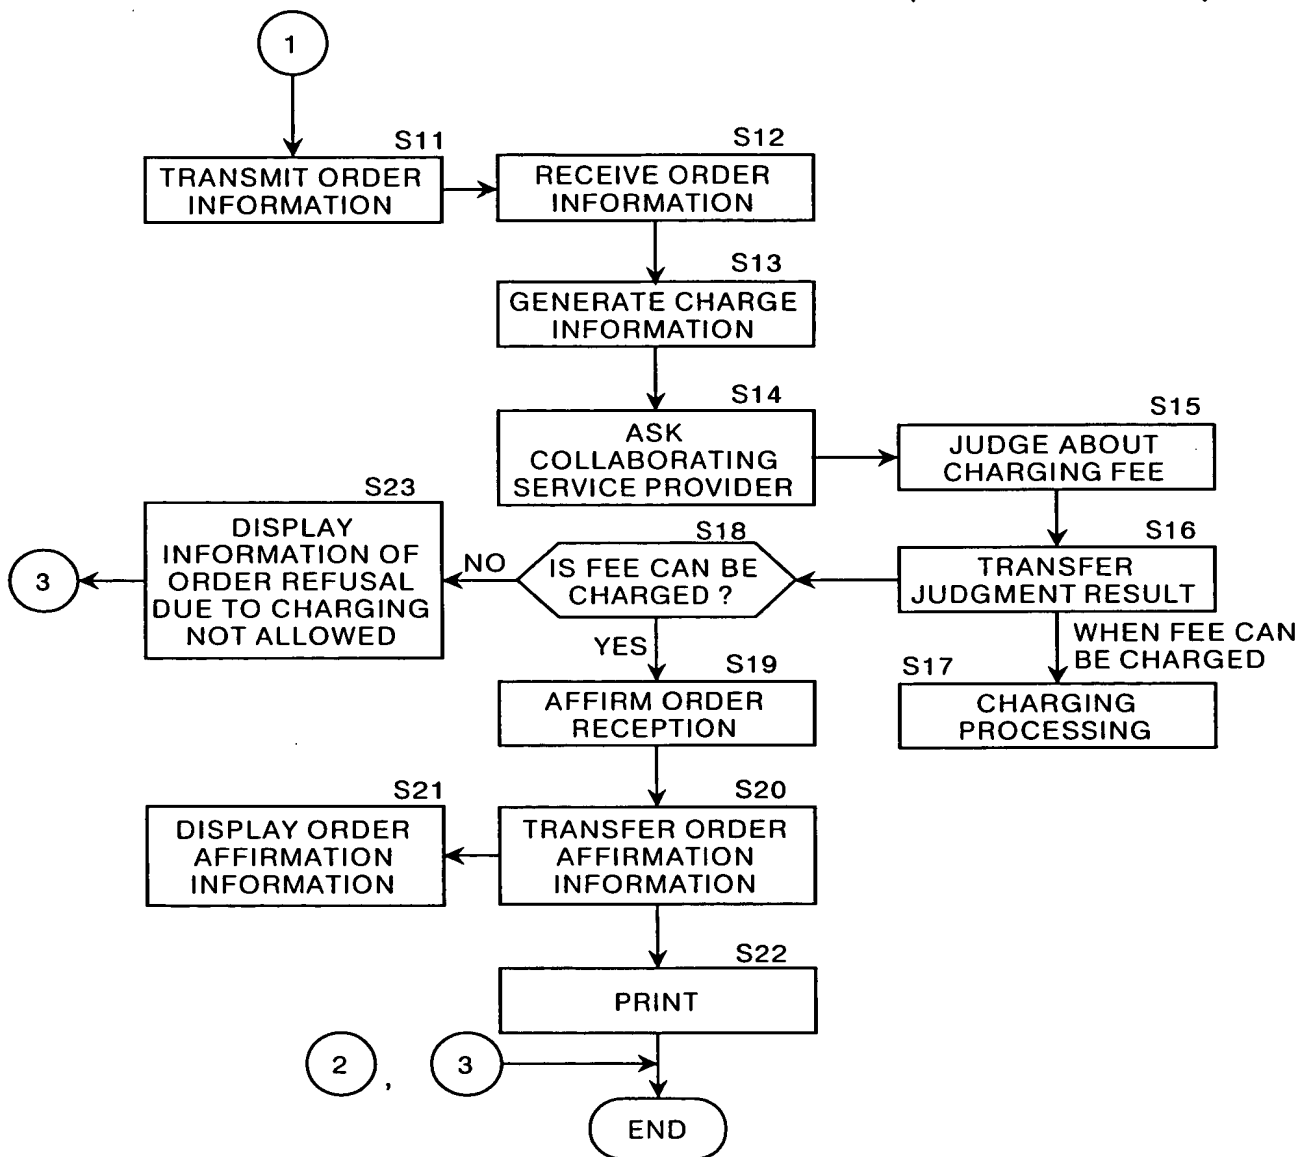 1
S11
TRANSMIT ORDER
INFORMATION
S12
RECEIVE ORDER
INFORMATION
S13
GENERATE CHARGE
INFORMATION
S14
ASK
COLLABORATING
SERVICE PROVIDER
S15
JUDGE ABOUT
CHARGING FEE
S16
TRANSFER
JUDGMENT RESULT
WHEN FEE CAN
BE CHARGED
S17
CHARGING
PROCESSING
S18
IS FEE CAN BE
CHARGED ?
NO
S23
DISPLAY
INFORMATION OF
ORDER REFUSAL
DUE TO CHARGING
NOT ALLOWED
3
YES
S19
AFFIRM ORDER
RECEPTION
S20
TRANSFER ORDER
AFFIRMATION
INFORMATION
S21
DISPLAY ORDER
AFFIRMATION
INFORMATION
S22
PRINT
2 , 3
END